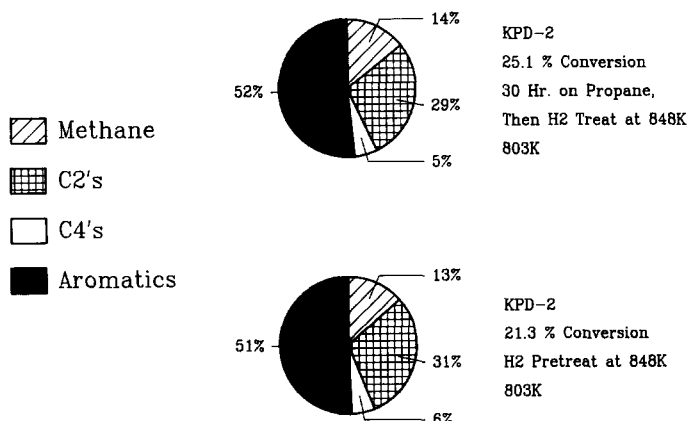 14%
52%
29%
5%
KPD-2
25.1 % Conversion
30 Hr. on Propane,
Then H2 Treat at 848K
803K
Methane
C2's
C4's
Aromatics
13%
51%
31%
6%
KPD-2
21.3 % Conversion
H2 Pretreat at 848K
803K